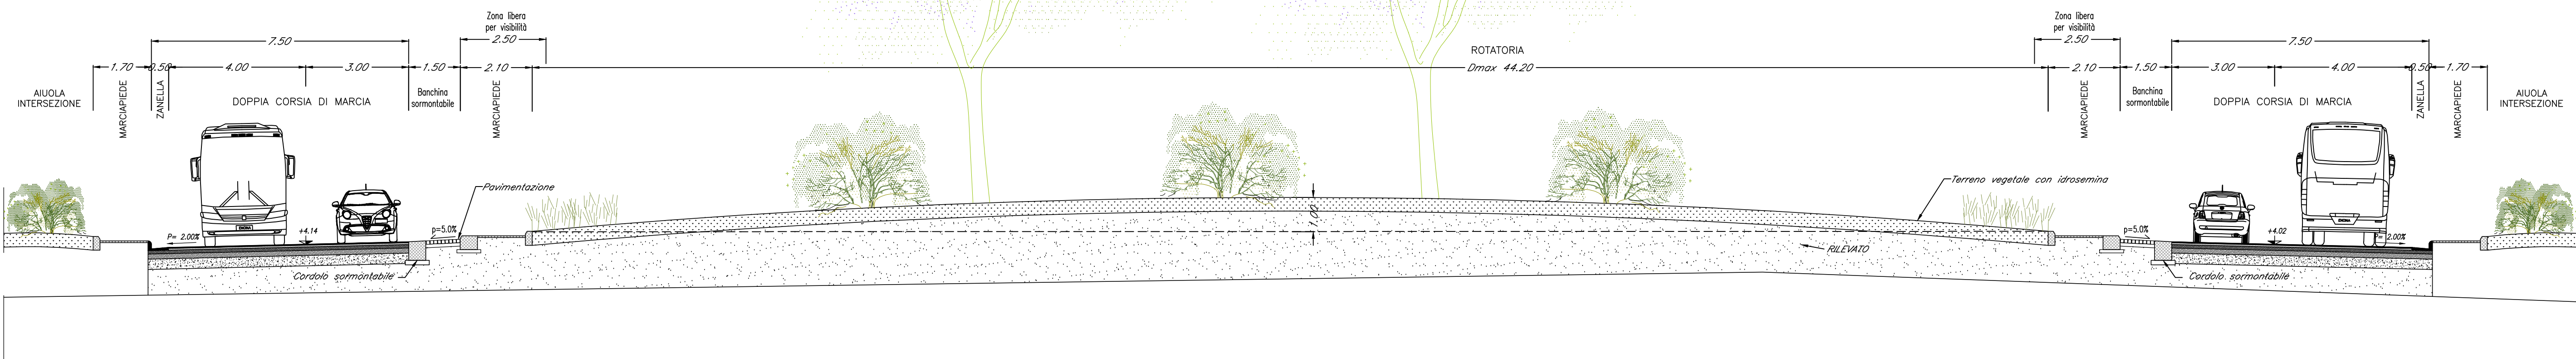 Zona libera
per visibilità
2.50
7.50
1.70
0.50
4.00
3.00
1.50
2.10
AIUOLA
INTERSEZIONE
MARCIAPIEDE
ZANELLA
DOPPIA CORSIA DI MARCIA
Banchina
sormontabile
MARCIAPIEDE
ROTATORIA
Dmax 44.20
Zona libera
per visibilità
2.50
7.50
2.10
1.50
3.00
4.00
0.50
1.70
MARCIAPIEDE
Banchina
sormontabile
DOPPIA CORSIA DI MARCIA
ZANELLA
MARCIAPIEDE
AIUOLA
INTERSEZIONE
Pavimentazione
P= 2.00%
+4.14
p=5.0%
Cordolo sormontabile
1.00
Terreno vegetale con idrosemina
RILEVATO
p=5.0%
+4.02
P= 2.00%
Cordolo sormontabile